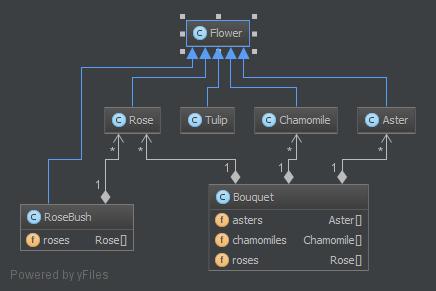 C Flower
C Rose
C Tulip
C Chamomile
C Aster
* * * *
1 1 1 1
C RoseBush
f roses Rose[]
C Bouquet
f asters Aster[]
f chamomiles Chamomile[]
f roses Rose[]
Powered by yFiles